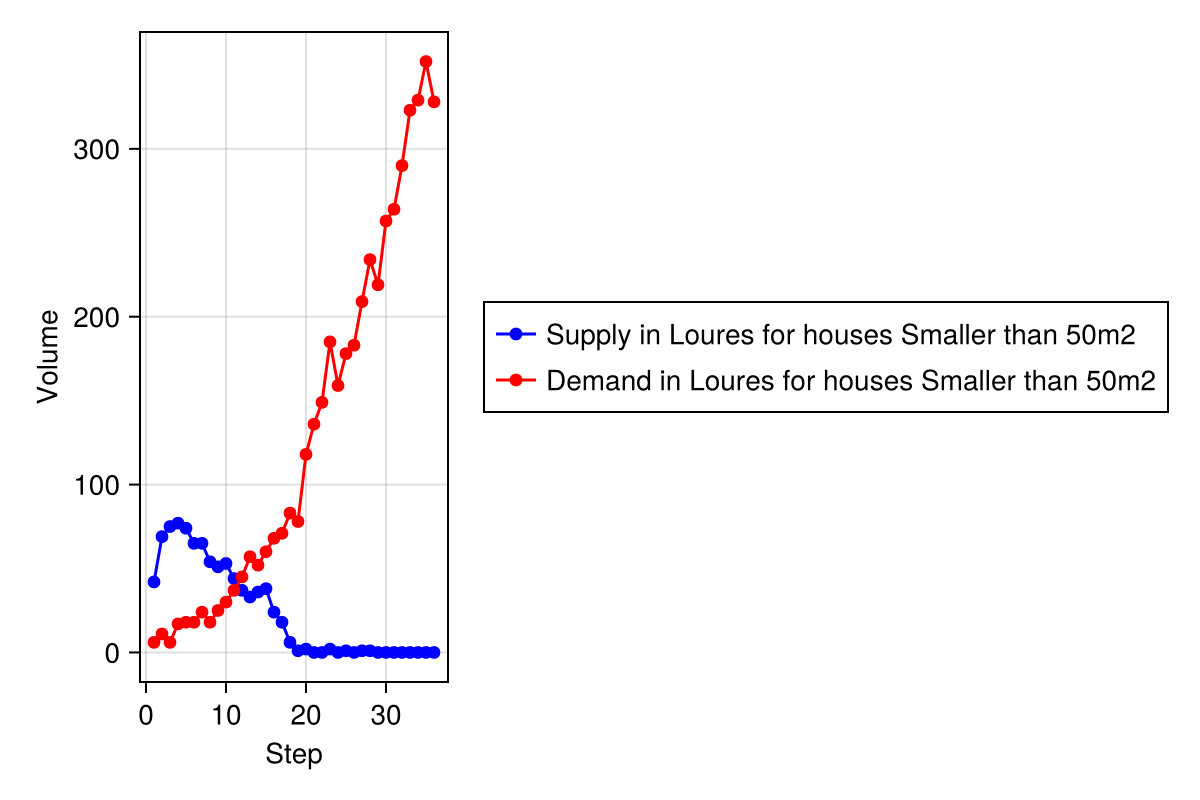 300
200
100
0
Volume
0 10 20 30
Step
Supply in Loures for houses Smaller than 50m2
Demand in Loures for houses Smaller than 50m2